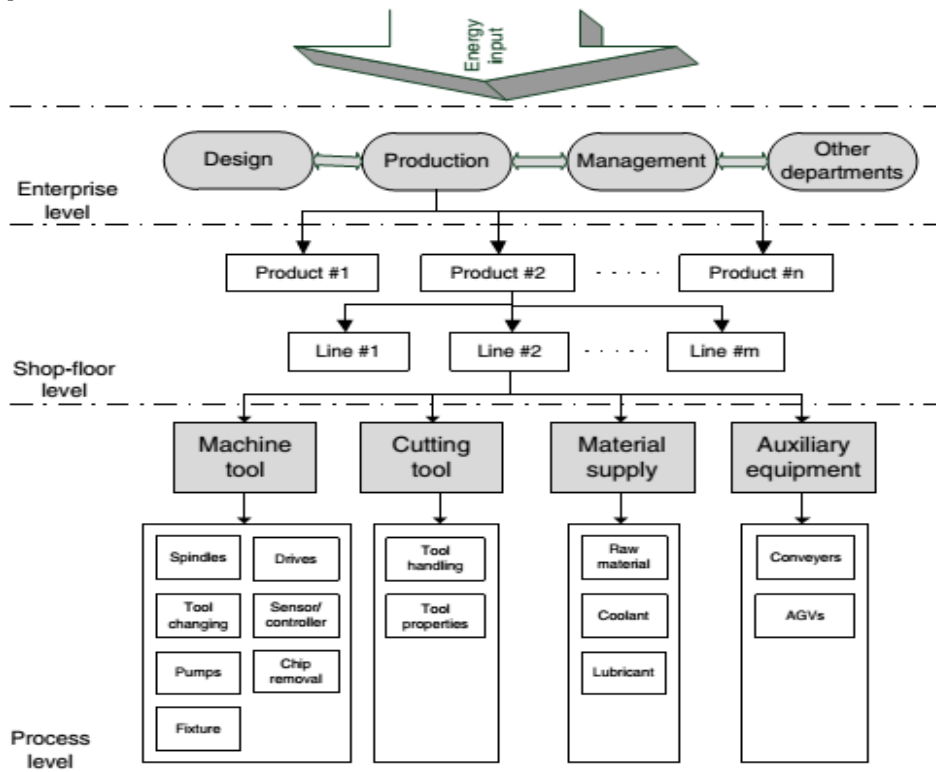 Energy
input
Design
Production
Management
Other
departments
Enterprise
level
Product #1
Product #2
· · · · · ·
Product #n
Line #1
Line #2
· · · · · ·
Line #m
Shop-floor
level
Machine
tool
Cutting
tool
Material
supply
Auxiliary
equipment
Spindles
Drives
Tool
changing
Sensor/
controller
Pumps
Chip
removal
Fixture
Tool
handling
Tool
properties
Raw
material
Coolant
Lubricant
Conveyers
AGVs
Process
level